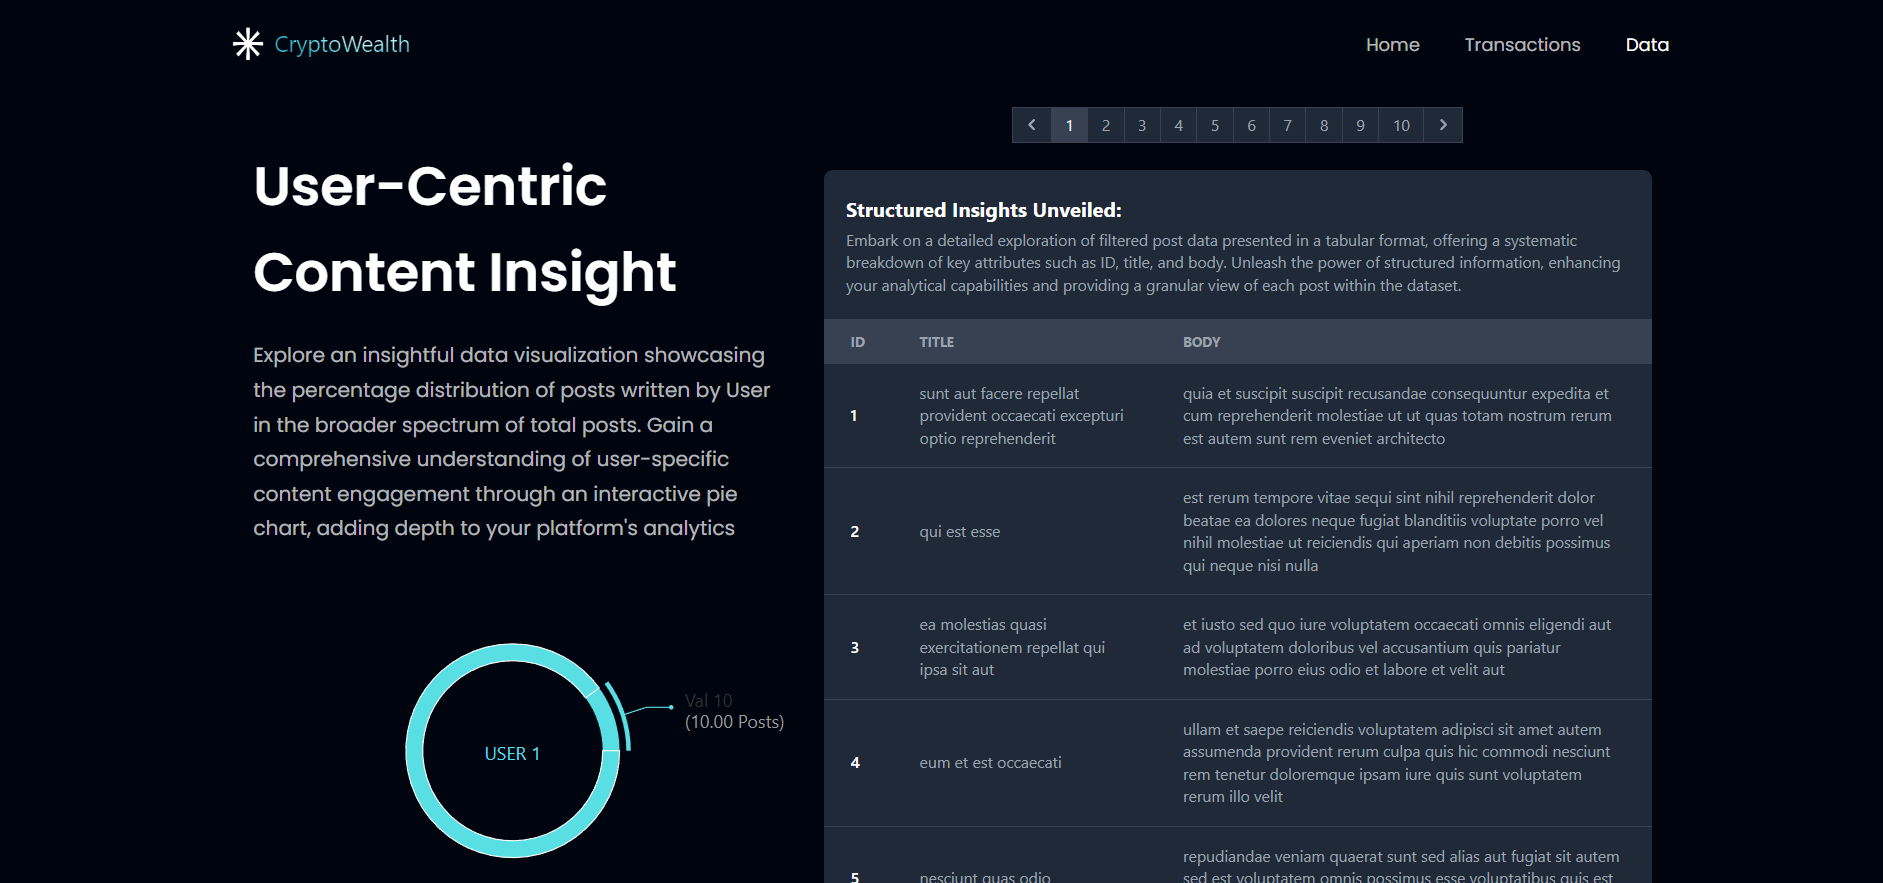 CryptoWealth
Home Transactions Data
1 2 3 4 5 6 7 8 9 10
User-Centric
Content Insight
Explore an insightful data visualization showcasing
the percentage distribution of posts written by User
in the broader spectrum of total posts. Gain a
comprehensive understanding of user-specific
content engagement through an interactive pie
chart, adding depth to your platform's analytics
USER 1
Val 10
(10.00 Posts)
Structured Insights Unveiled:
Embark on a detailed exploration of filtered post data presented in a tabular format, offering a systematic
breakdown of key attributes such as ID, title, and body. Unleash the power of structured information, enhancing
your analytical capabilities and providing a granular view of each post within the dataset.
ID TITLE BODY
1
sunt aut facere repellat
provident occaecati excepturi
optio reprehenderit
quia et suscipit suscipit recusandae consequuntur expedita et
cum reprehenderit molestiae ut ut quas totam nostrum rerum
est autem sunt rem eveniet architecto
2
qui est esse
est rerum tempore vitae sequi sint nihil reprehenderit dolor
beatae ea dolores neque fugiat blanditiis voluptate porro vel
nihil molestiae ut reiciendis qui aperiam non debitis possimus
qui neque nisi nulla
3
ea molestias quasi
exercitationem repellat qui
ipsa sit aut
et iusto sed quo iure voluptatem occaecati omnis eligendi aut
ad voluptatem doloribus vel accusantium quis pariatur
molestiae porro eius odio et labore et velit aut
4
eum et est occaecati
ullam et saepe reiciendis voluptatem adipisci sit amet autem
assumenda provident rerum culpa quis hic commodi nesciunt
rem tenetur doloremque ipsam iure quis sunt voluptatem
rerum illo velit
5
nesciunt quas odio
repudiandae veniam quaerat sunt sed alias aut fugiat sit autem
sed est voluptatem omnis possimus esse voluptatibus quis est